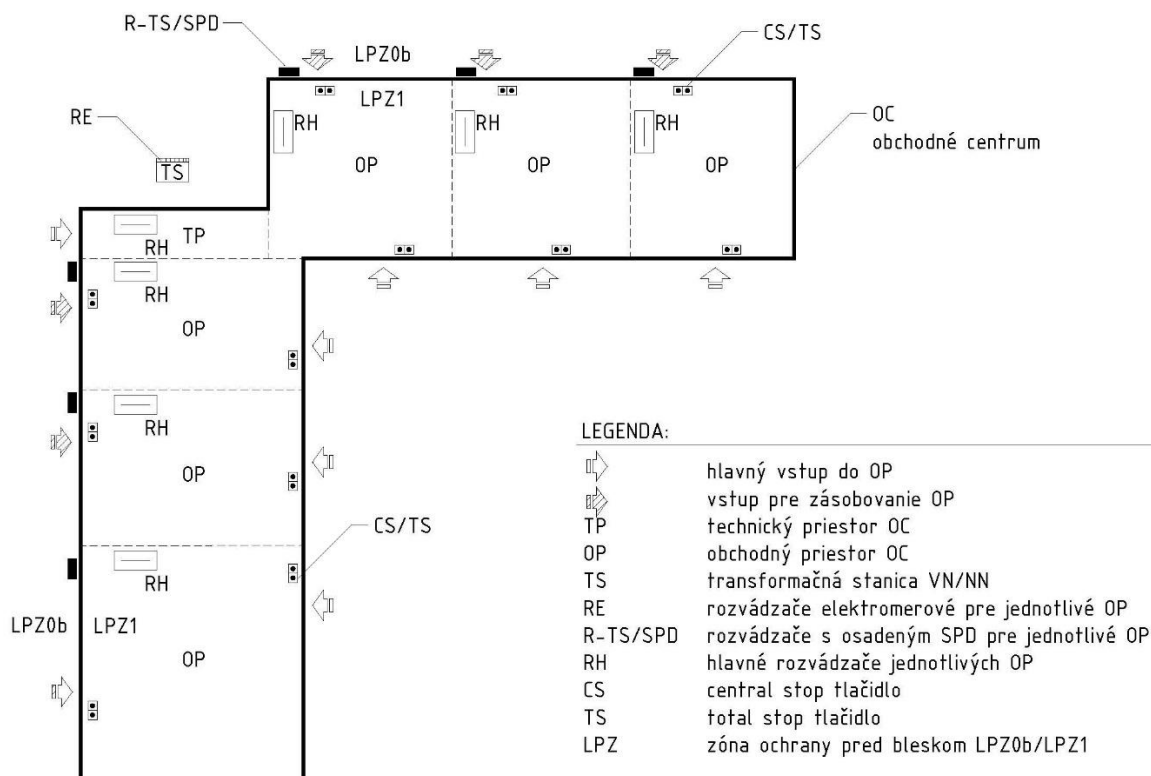 R-TS/SPD
LPZ0b
CS/TS
LPZ1
RE
RH
RH
RH
OC
obchodné centrum
TS
OP
OP
OP
RH
TP
RH
OP
RH
OP
CS/TS
RH
LPZ0b
LPZ1
OP
LEGENDA:
hlavný vstup do OP
vstup pre zásobovanie OP
TP technický priestor OC
OP obchodný priestor OC
TS transformačná stanica VN/NN
RE rozvádzače elektromerové pre jednotlivé OP
R-TS/SPD rozvádzače s osadeným SPD pre jednotlivé OP
RH hlavné rozvádzače jednotlivých OP
CS central stop tlačidlo
TS total stop tlačidlo
LPZ zóna ochrany pred bleskom LPZ0b/LPZ1